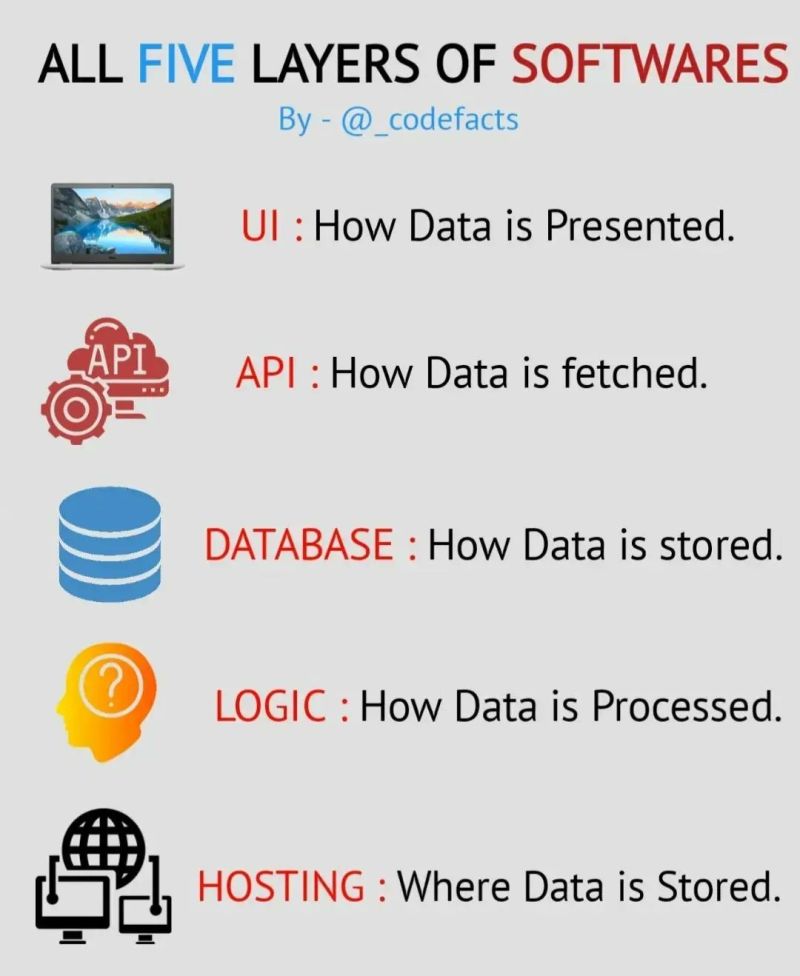 ALL FIVE LAYERS OF SOFTWARES
By - @_codefacts
UI : How Data is Presented.
API
API : How Data is fetched.
DATABASE : How Data is stored.
?
LOGIC : How Data is Processed.
HOSTING : Where Data is Stored.